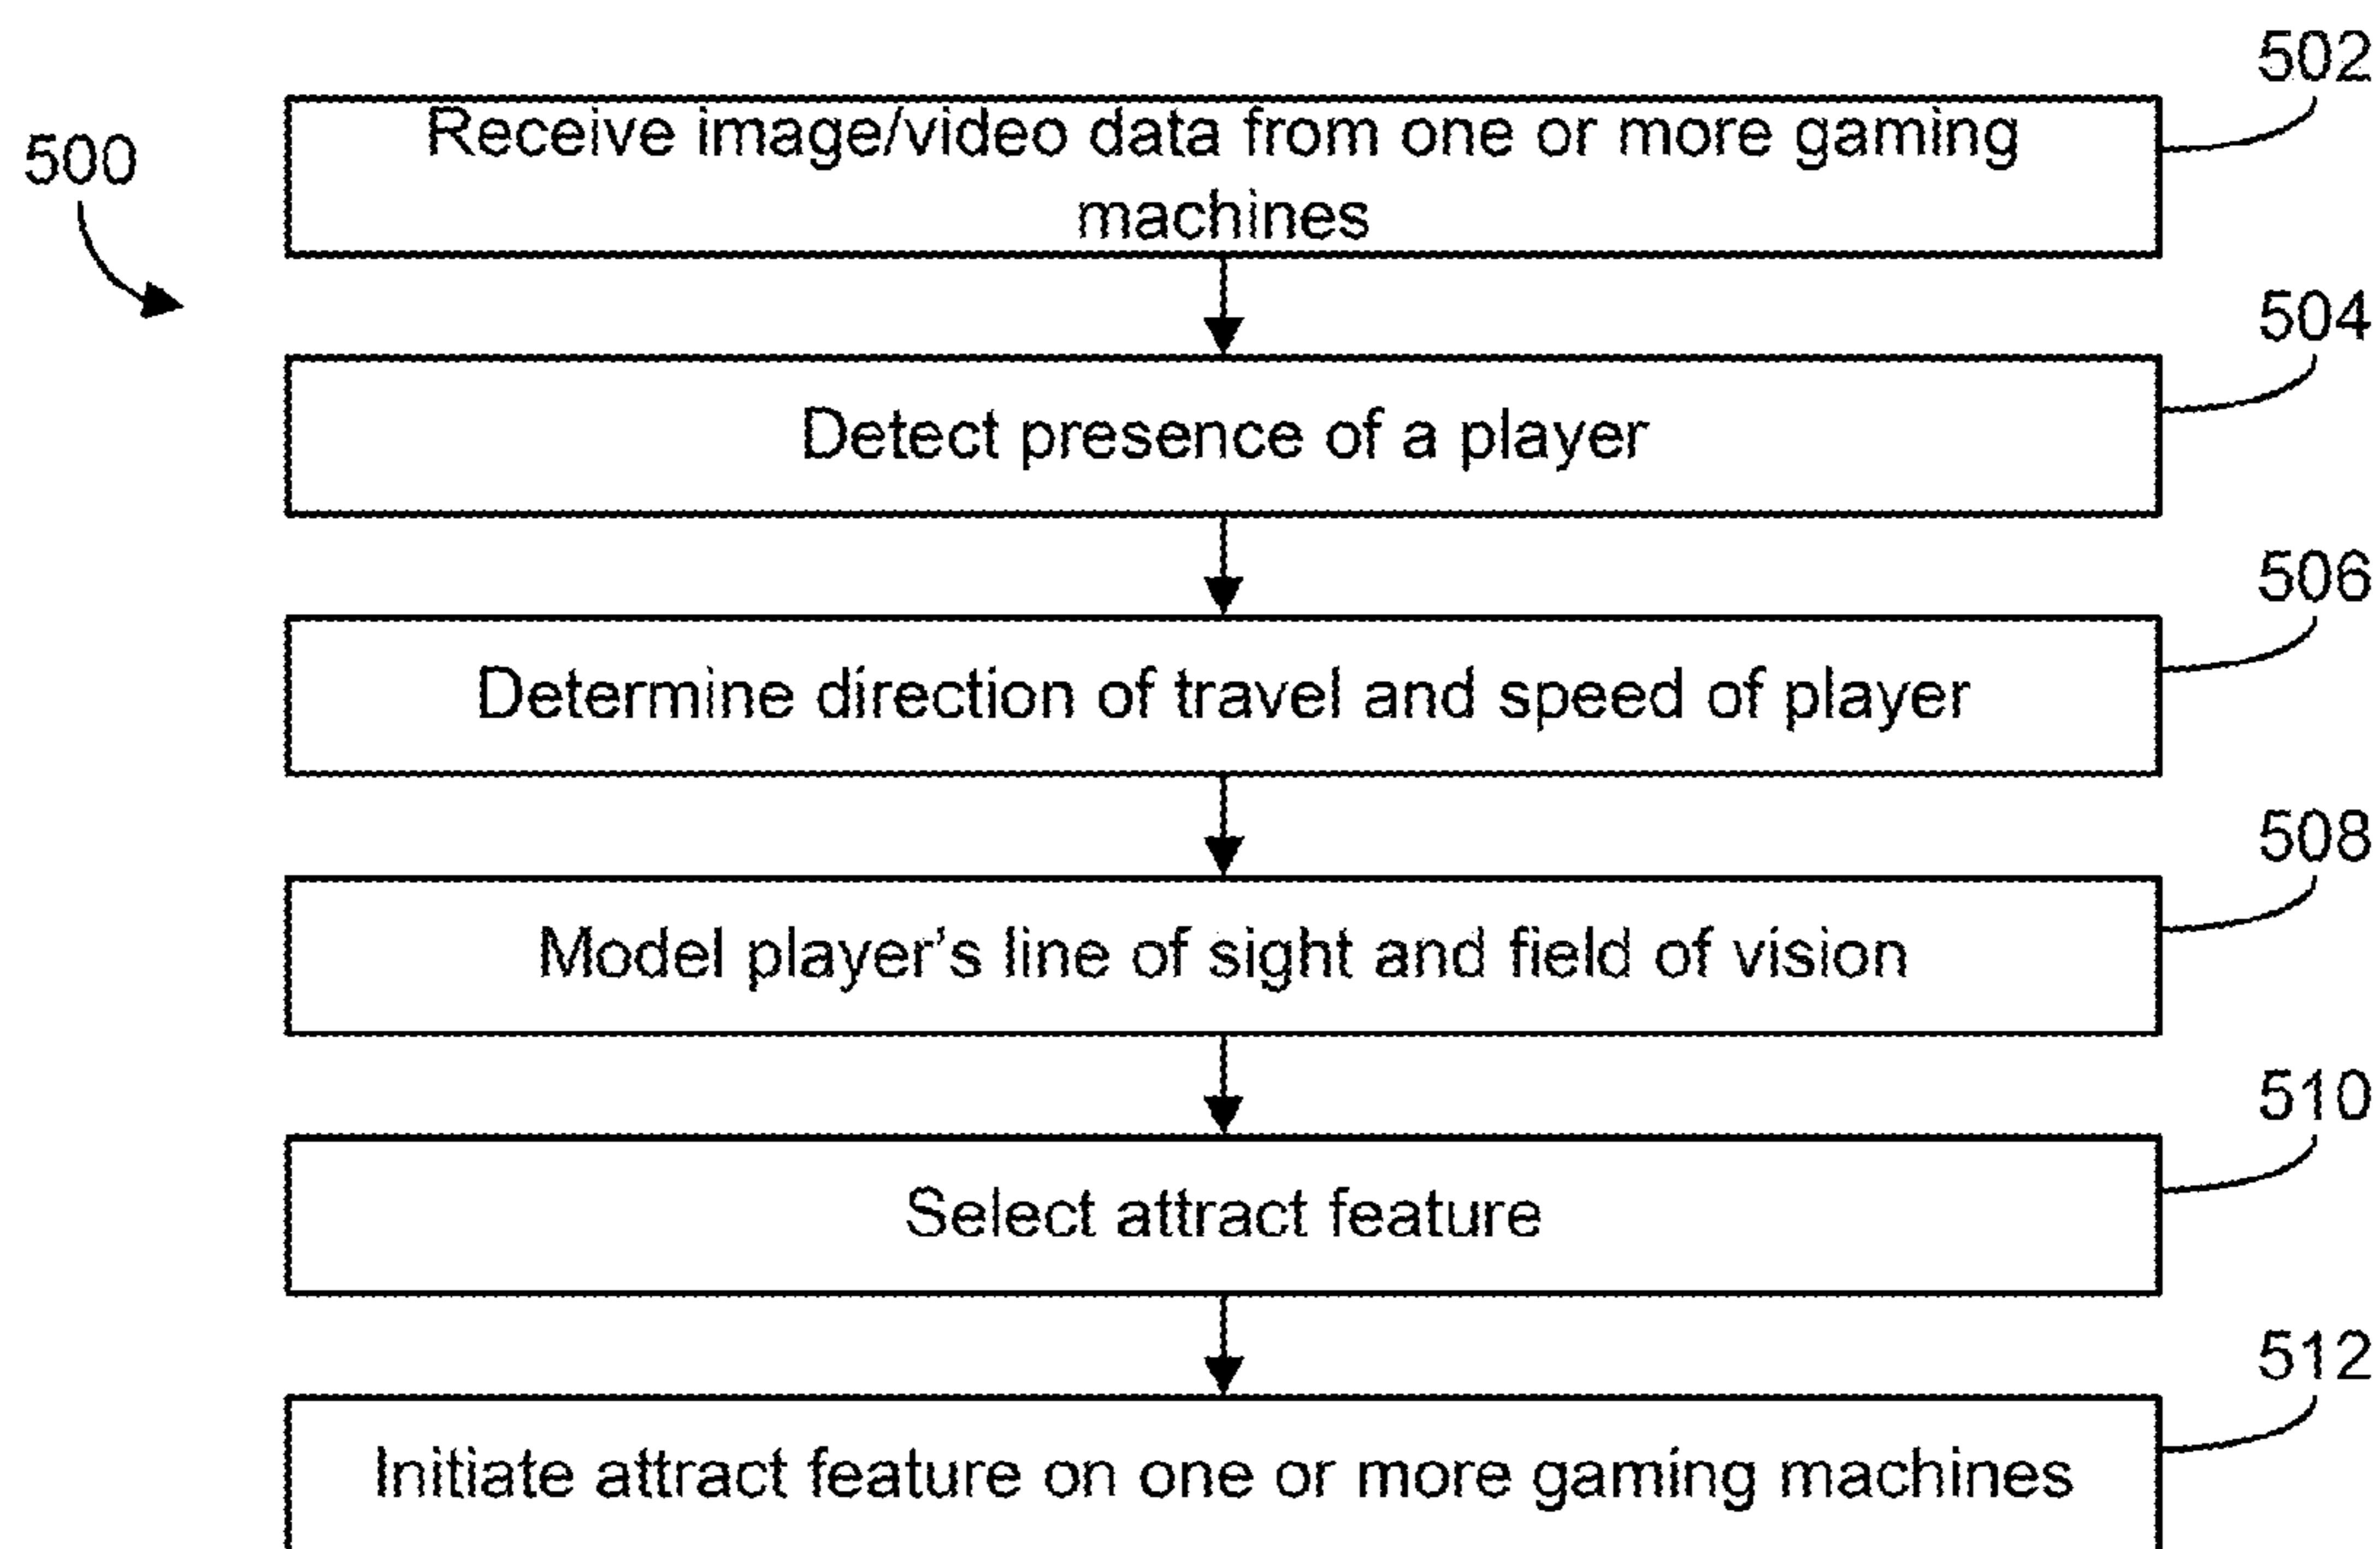 502
500
Receive image/video data from one or more gaming
machines
504
Detect presence of a player
506
Determine direction of travel and speed of player
508
Model player's line of sight and field of vision
510
Select attract feature
512
Initiate attract feature on one or more gaming machines